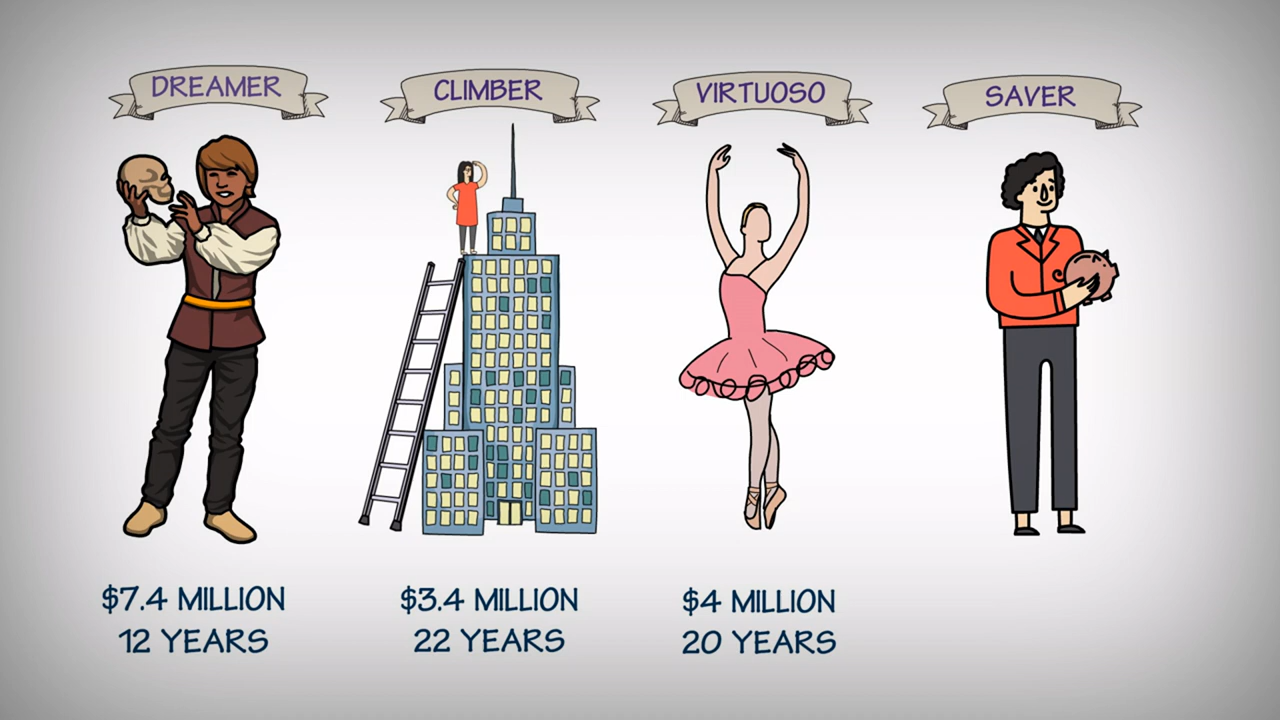 DREAMER
CLIMBER
VIRTUOSO
SAVER
$7.4 MILLION
12 YEARS
$3.4 MILLION
22 YEARS
$4 MILLION
20 YEARS